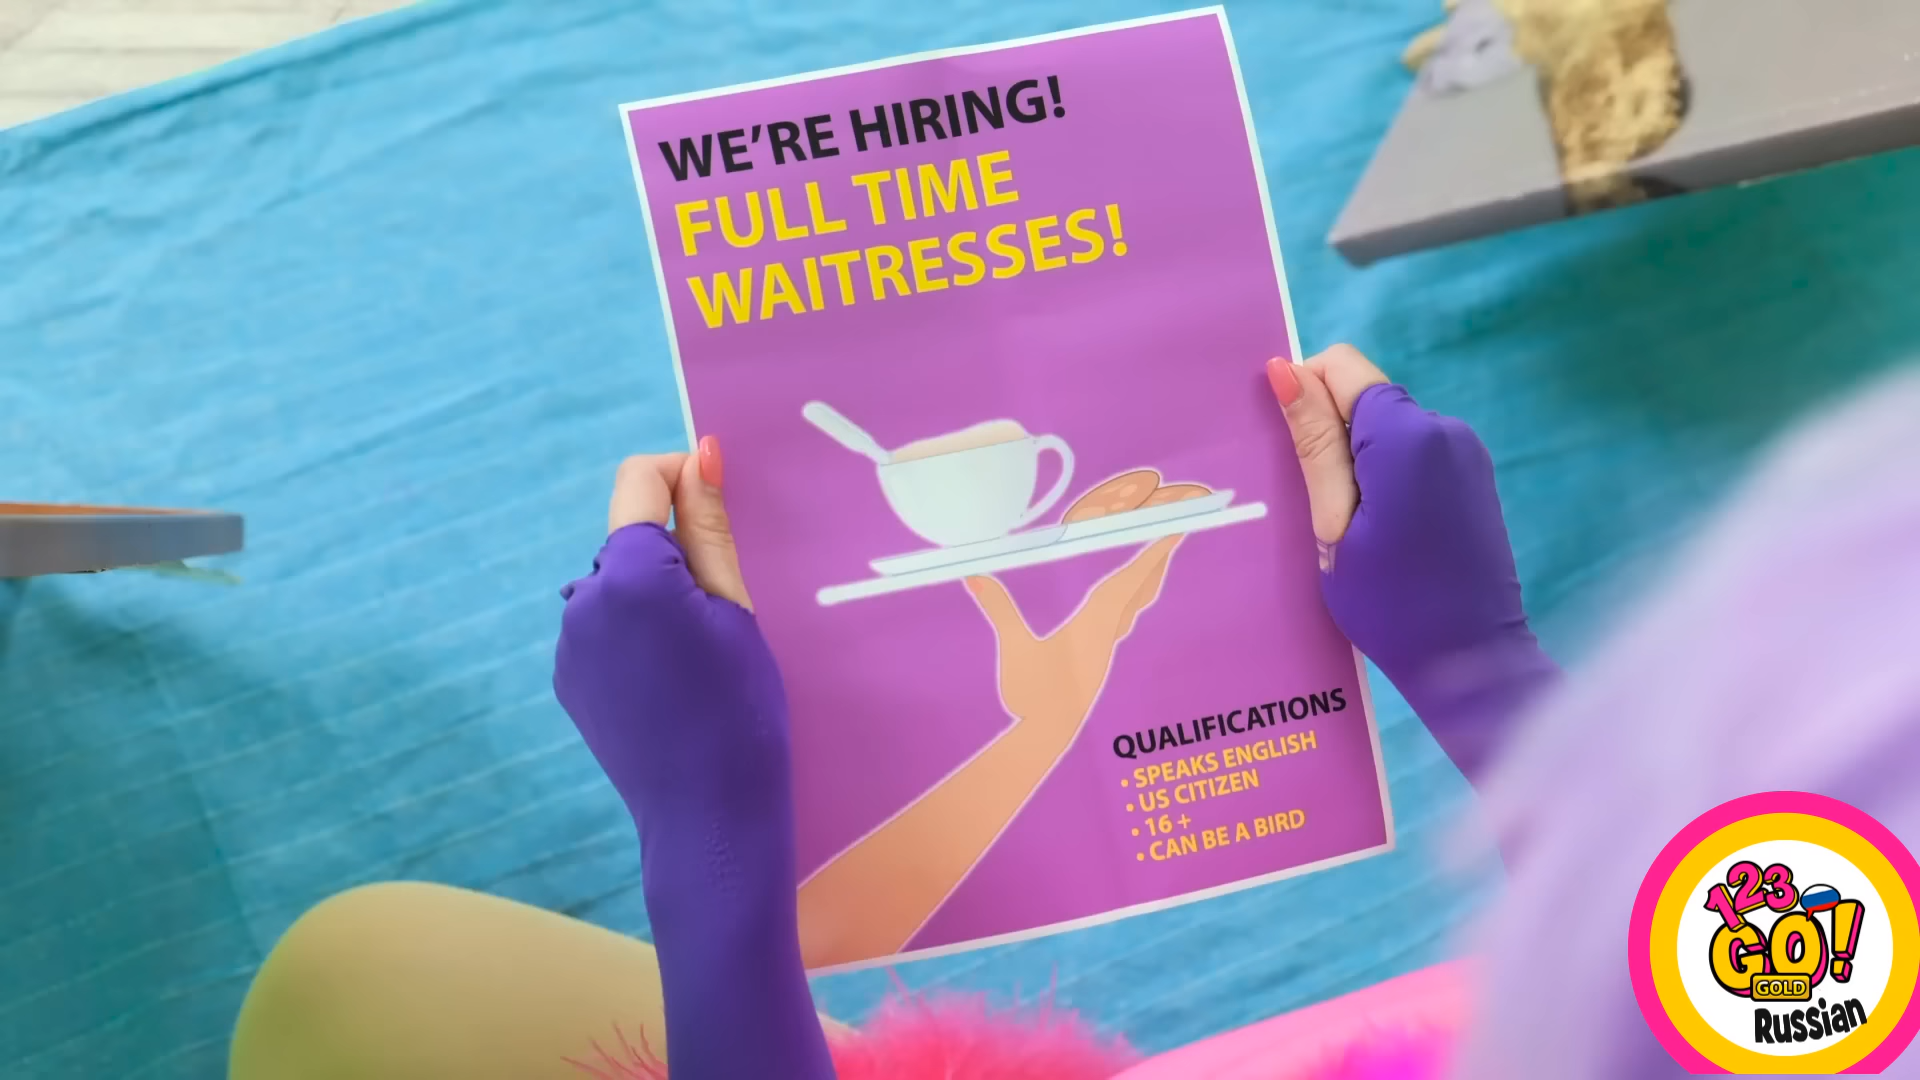 WE'RE HIRING!
FULL TIME
WAITRESSES!
QUALIFICATIONS
• SPEAKS ENGLISH
• US CITIZEN
• 16 +
• CAN BE A BIRD
123
GO!
GOLD
Russian